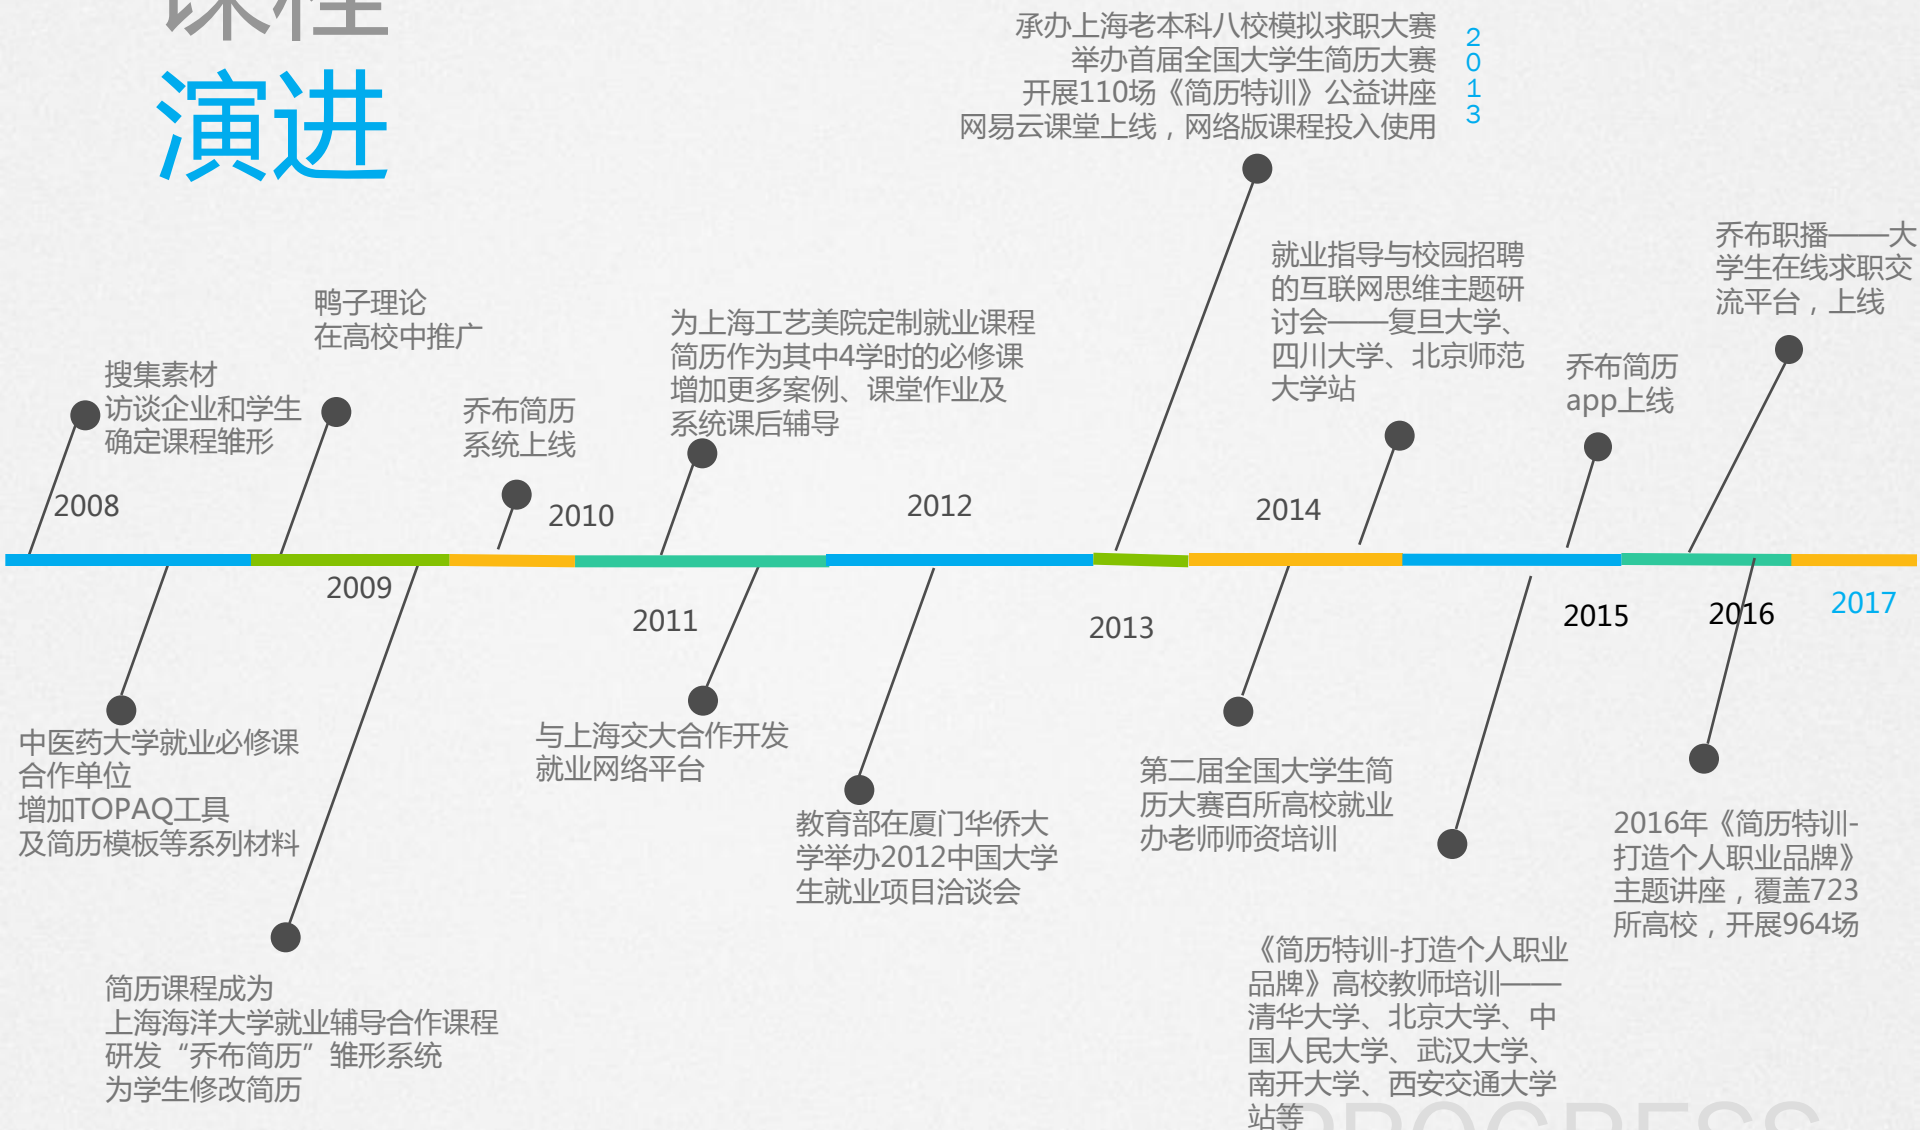 课程
演进
承办上海老本科八校模拟求职大赛
举办首届全国大学生简历大赛
开展110场《简历特训》公益讲座
网易云课堂上线，网络版课程投入使用
2
0
1
3
乔布职播——大
学生在线求职交
流平台，上线
就业指导与校园招聘
的互联网思维主题研
讨会——复旦大学、
四川大学、北京师范
大学站
鸭子理论
在高校中推广
为上海工艺美院定制就业课程
简历作为其中4学时的必修课
增加更多案例、课堂作业及
系统课后辅导
乔布简历
app上线
搜集素材
访谈企业和学生
确定课程雏形
乔布简历
系统上线
2008
2010
2012
2014
2009
2011
2013
2015
2016
2017
中医药大学就业必修课
合作单位
增加TOPAQ工具
及简历模板等系列材料
与上海交大合作开发
就业网络平台
教育部在厦门华侨大
学举办2012中国大学
生就业项目洽谈会
第二届全国大学生简
历大赛百所高校就业
办老师师资培训
2016年《简历特训-
打造个人职业品牌》
主题讲座，覆盖723
所高校，开展964场
简历课程成为
上海海洋大学就业辅导合作课程
研发“乔布简历”雏形系统
为学生修改简历
《简历特训-打造个人职业
品牌》高校教师培训——
清华大学、北京大学、中
国人民大学、武汉大学、
南开大学、西安交通大学
站等
PROGRESS